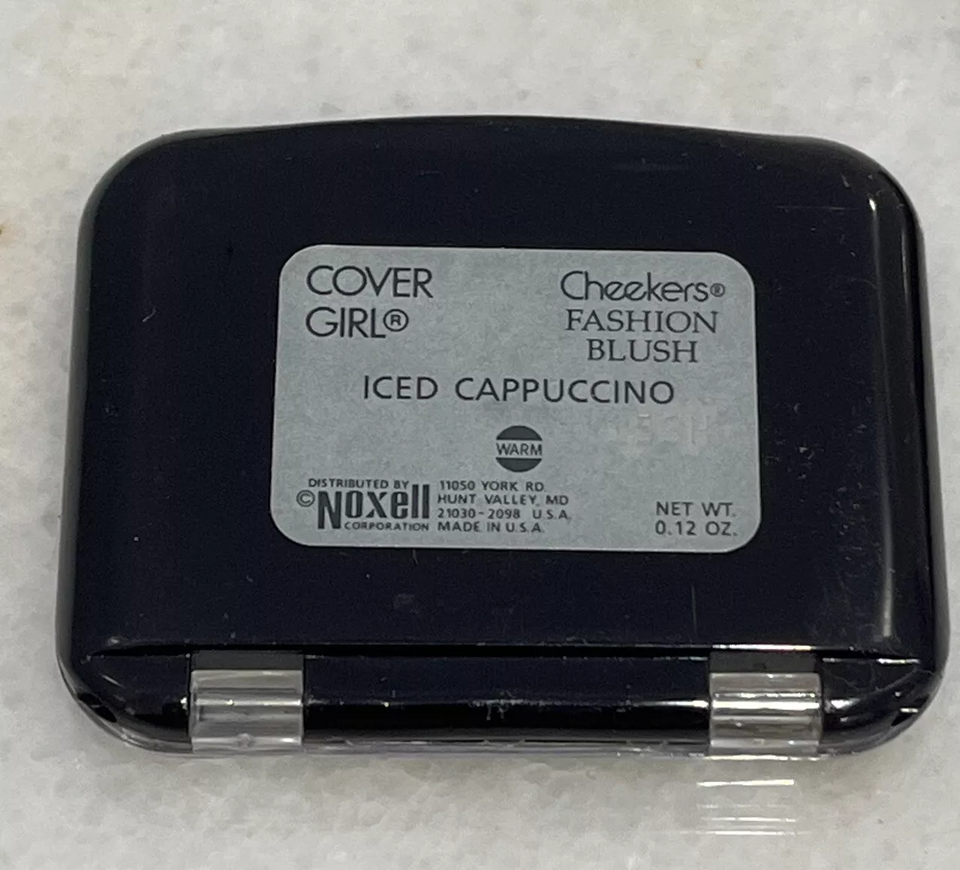 COVER
GIRL®
Cheekers®
FASHION
BLUSH
ICED CAPPUCCINO
WARM
DISTRIBUTED BY
© Noxell
CORPORATION
11050 YORK RD.
HUNT VALLEY, MD
21030-2098 U.S.A.
MADE IN U.S.A.
NET WT.
0.12 OZ.